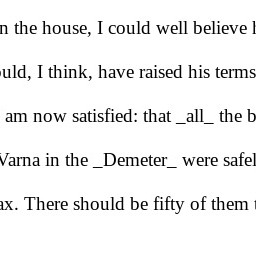 n the house, I could well believe
uld, I think, have raised his terms
am now satisfied: that _all_ the b
Varna in the _Demeter_ were safel
ax. There should be fifty of them